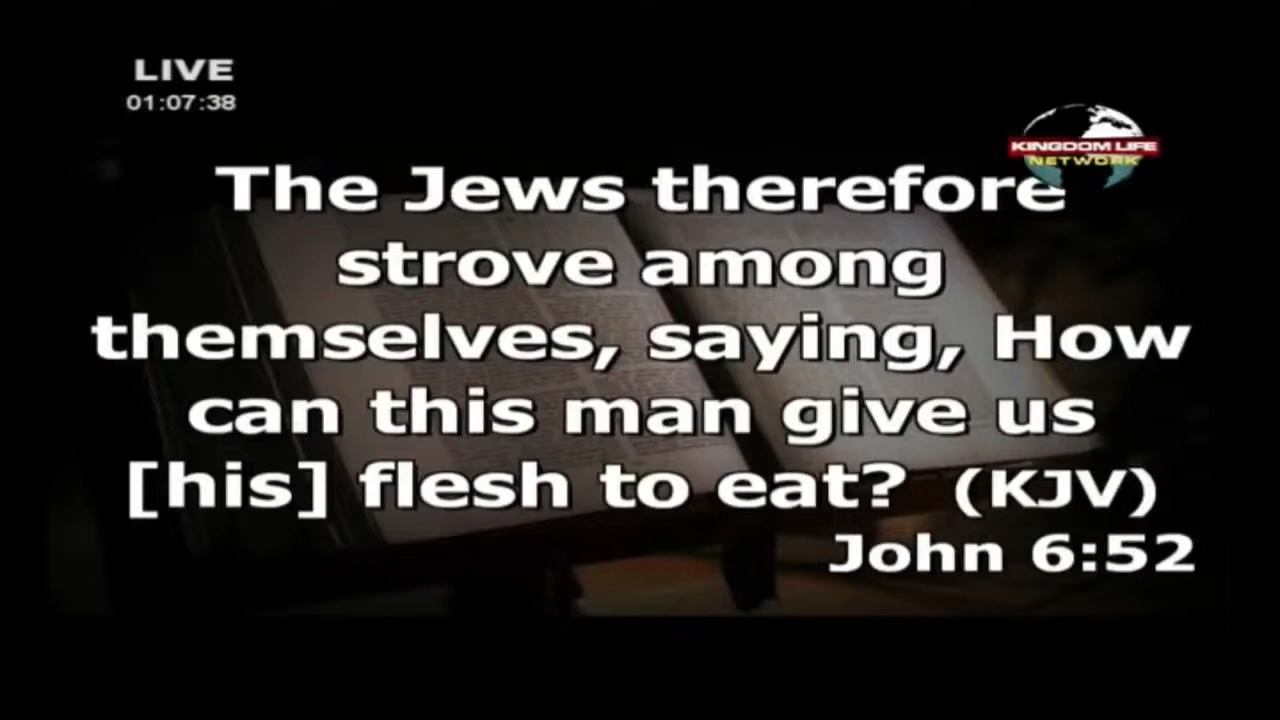 LIVE
01:07:38
KINGDOM LIFE
NETWORK
The Jews therefore
strove among
themselves, saying, How
can this man give us
[his] flesh to eat? (KJV)
John 6:52